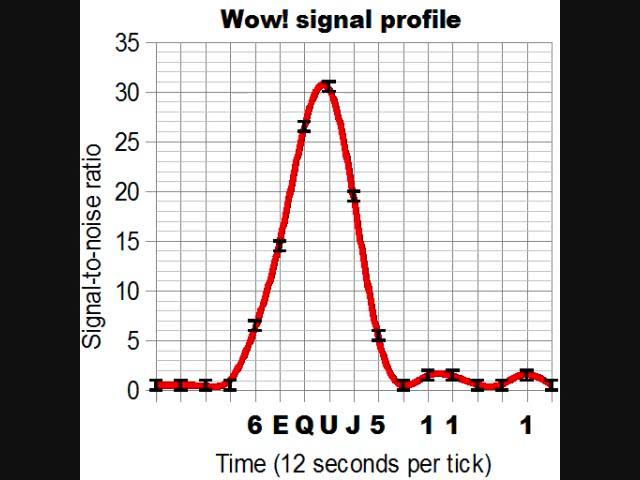 Wow! signal profile
35
30
25
20
15
10
5
0
Signal-to-noise ratio
6 E Q U J 5 1 1 1
Time (12 seconds per tick)